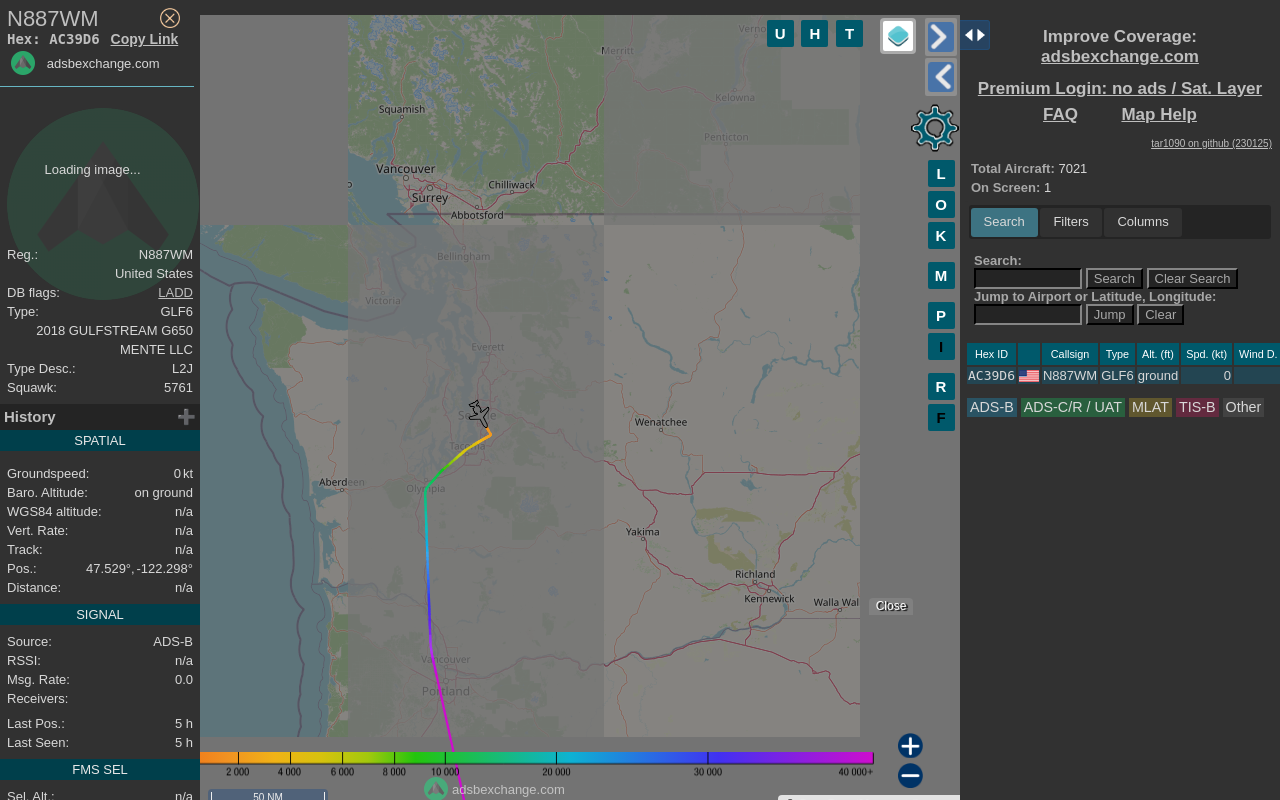 N887WM
Hex: AC39D6 Copy Link
adsbexchange.com
Loading image...
Reg.: N887WM
United States
DB flags: LADD
Type: GLF6
2018 GULFSTREAM G650
MENTE LLC
Type Desc.: L2J
Squawk: 5761
History
SPATIAL
Groundspeed: 0 kt
Baro. Altitude: on ground
WGS84 altitude: n/a
Vert. Rate: n/a
Track: n/a
Pos.: 47.529°, -122.298°
Distance: n/a
SIGNAL
Source: ADS-B
RSSI: n/a
Msg. Rate: 0.0
Receivers:
Last Pos.: 5 h
Last Seen: 5 h
FMS SEL
Sel. Alt.: n/a
U H T
Merritt
Squamish
Kelowna
Penticton
Vancouver
Surrey
Chilliwack
Abbotsford
Bellingham
Victoria
Everett
Wenatchee
Aberdeen
Olympia
Yakima
Richland
Kennewick
Walla Wal
Vancouver
Portland
L
O
K
M
P
I
R
F
Close
2 000 4 000 6 000 8 000 10 000 20 000 30 000 40 000+
adsbexchange.com
50 NM
Improve Coverage:
adsbexchange.com
Premium Login: no ads / Sat. Layer
FAQ Map Help
tar1090 on github (230125)
Total Aircraft: 7021
On Screen: 1
Search Filters Columns
Search:
Search Clear Search
Jump to Airport or Latitude, Longitude:
Jump Clear
Hex ID Callsign Type Alt. (ft) Spd. (kt) Wind D.
AC39D6 N887WM GLF6 ground 0
ADS-B ADS-C/R / UAT MLAT TIS-B Other